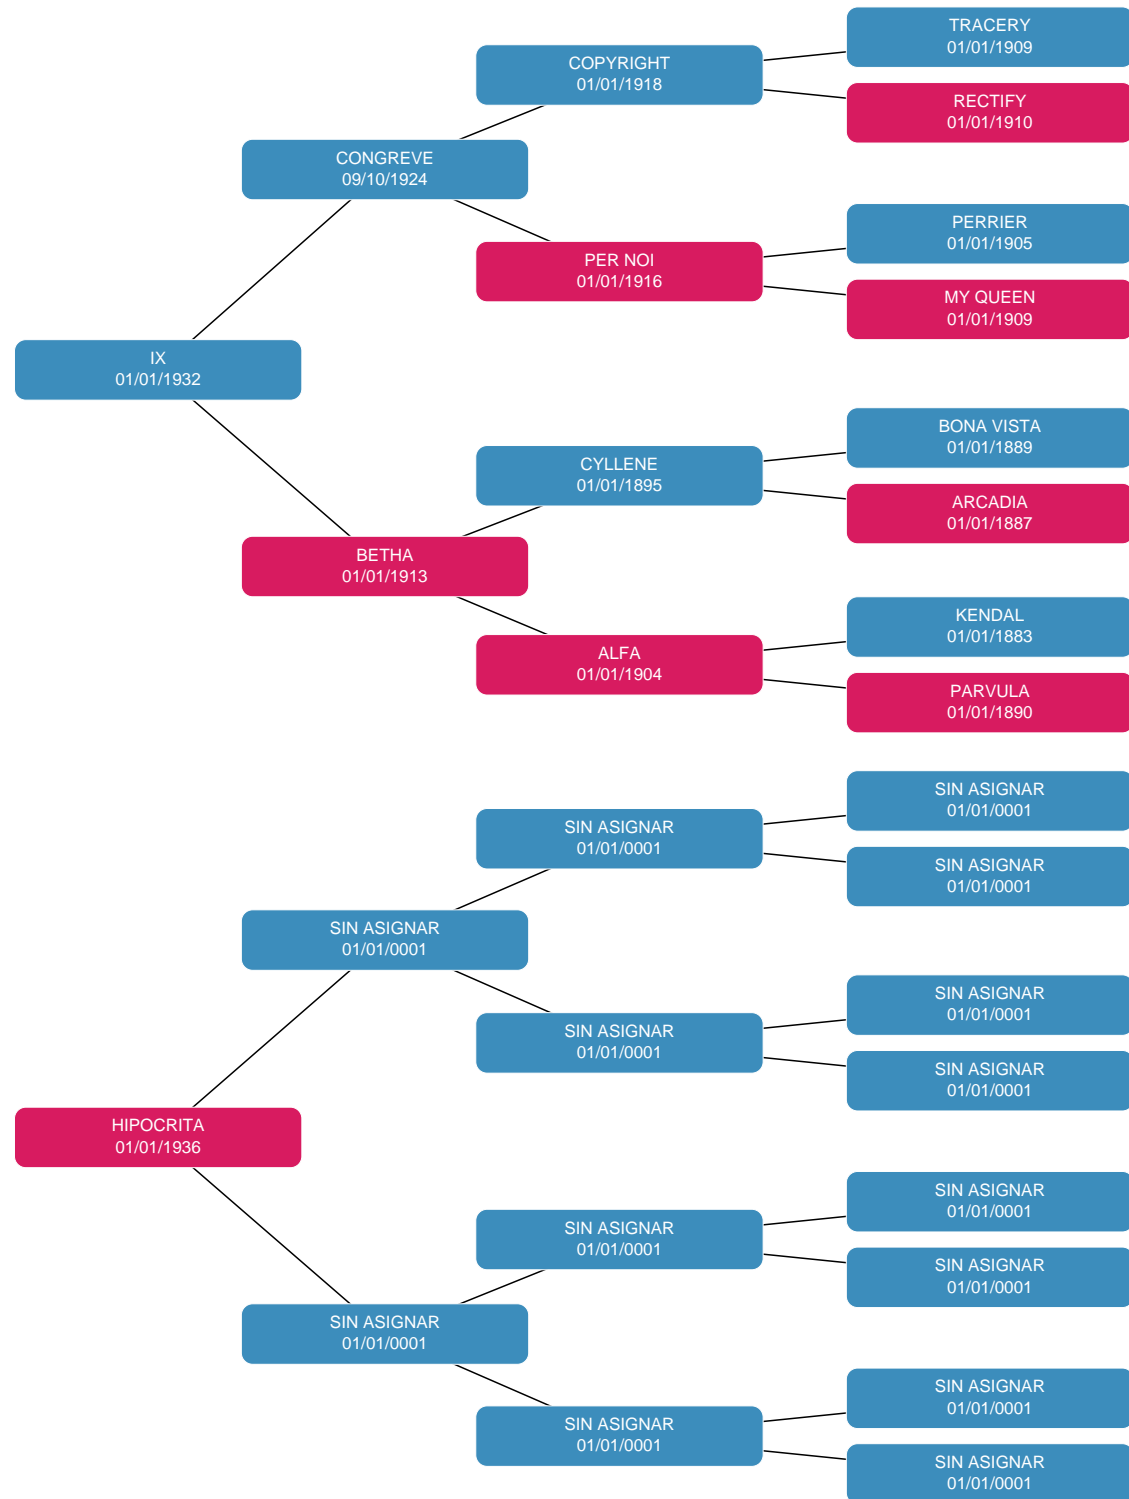 TRACERY
01/01/1909
COPYRIGHT
01/01/1918
RECTIFY
01/01/1910
CONGREVE
09/10/1924
PERRIER
01/01/1905
PER NOI
01/01/1916
MY QUEEN
01/01/1909
IX
01/01/1932
BONA VISTA
01/01/1889
CYLLENE
01/01/1895
ARCADIA
01/01/1887
BETHA
01/01/1913
KENDAL
01/01/1883
ALFA
01/01/1904
PARVULA
01/01/1890
SIN ASIGNAR
01/01/0001
SIN ASIGNAR
01/01/0001
SIN ASIGNAR
01/01/0001
SIN ASIGNAR
01/01/0001
SIN ASIGNAR
01/01/0001
SIN ASIGNAR
01/01/0001
SIN ASIGNAR
01/01/0001
HIPOCRITA
01/01/1936
SIN ASIGNAR
01/01/0001
SIN ASIGNAR
01/01/0001
SIN ASIGNAR
01/01/0001
SIN ASIGNAR
01/01/0001
SIN ASIGNAR
01/01/0001
SIN ASIGNAR
01/01/0001
SIN ASIGNAR
01/01/0001